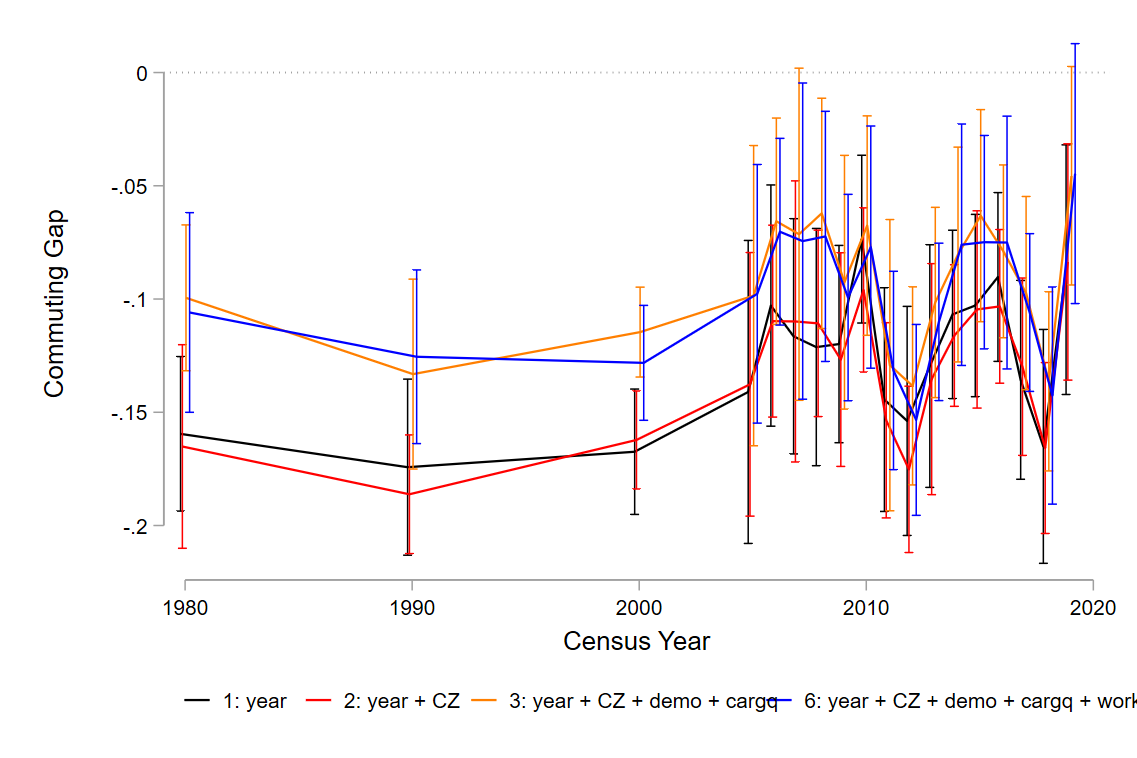 0
-.05
-.1
-.15
-.2
Commuting Gap
1980 1990 2000 2010 2020
Census Year
1: year 2: year + CZ 3: year + CZ + demo + cargq 6: year + CZ + demo + cargq + work